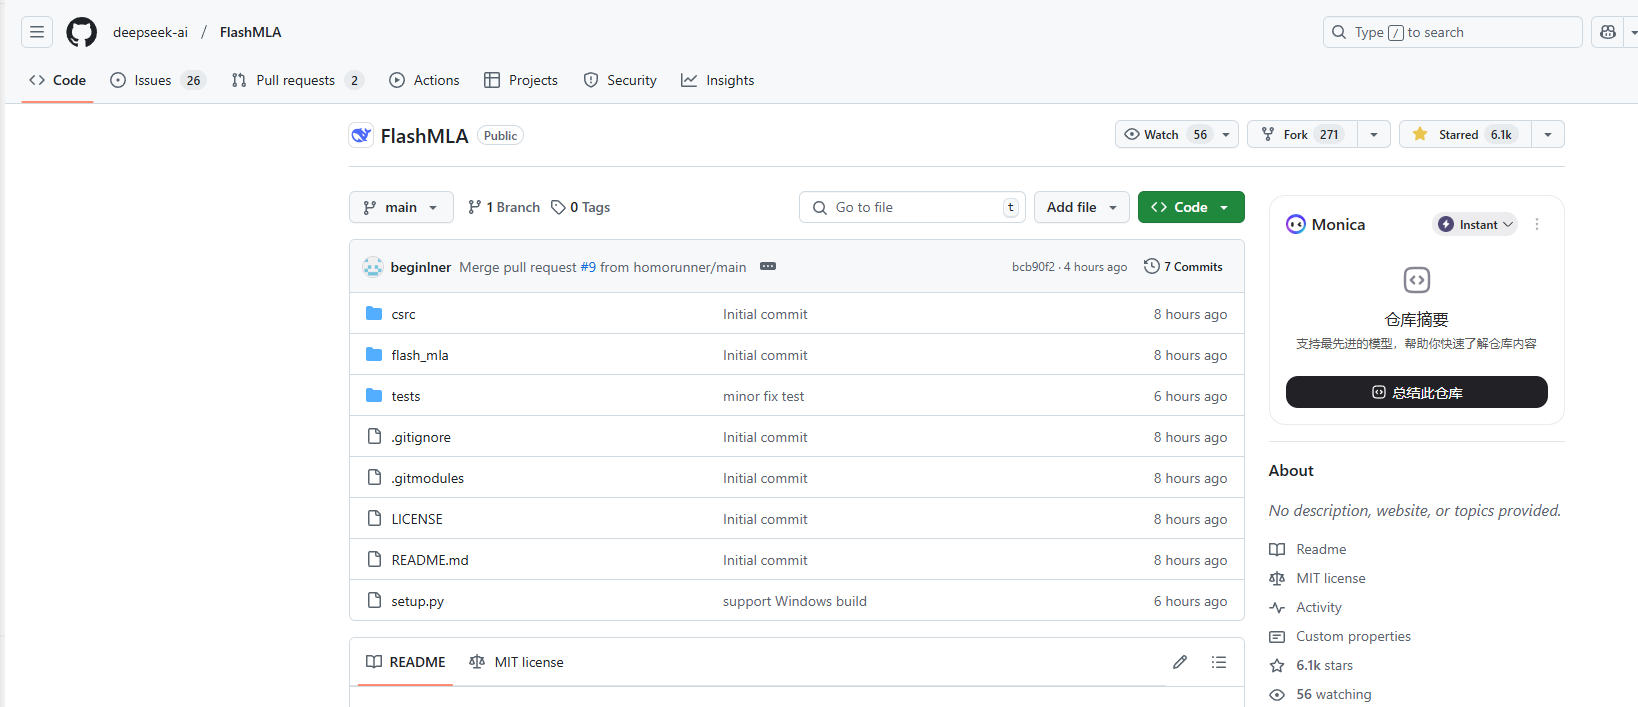 deepseek-ai / FlashMLA
Type / to search
Code
Issues 26
Pull requests 2
Actions
Projects
Security
Insights
FlashMLA Public
Watch 56
Fork 271
Starred 6.1k
main
1 Branch
0 Tags
Go to file t
Add file
Code
beginlner Merge pull request #9 from homorunner/main
bcb90f2 · 4 hours ago
7 Commits
csrc Initial commit 8 hours ago
flash_mla Initial commit 8 hours ago
tests minor fix test 6 hours ago
.gitignore Initial commit 8 hours ago
.gitmodules Initial commit 8 hours ago
LICENSE Initial commit 8 hours ago
README.md Initial commit 8 hours ago
setup.py support Windows build 6 hours ago
README
MIT license
Monica
Instant
仓库摘要
支持最先进的模型，帮助你快速了解仓库内容
总结此仓库
About
No description, website, or topics provided.
Readme
MIT license
Activity
Custom properties
6.1k stars
56 watching